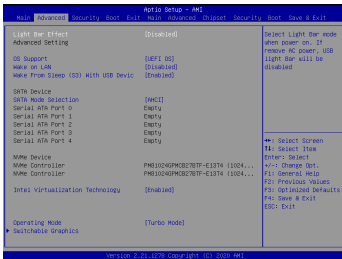 Aptio Setup - AMI
Main Advanced Security Boot Exit Main Advanced Chipset Security Boot Save & Exit
Light Bar Effect [Disabled]
Advanced Setting
OS Support [UEFI OS]
Wake on LAN [Disabled]
Wake From Sleep (S3) With USB Devic [Enabled]
SATA Device
SATA Mode Selection [AHCI]
Serial ATA Port 0 Empty
Serial ATA Port 1 Empty
Serial ATA Port 2 Empty
Serial ATA Port 3 Empty
Serial ATA Port 4 Empty
NVMe Device
NVMe Controller
NVMe Controller
Intel Virtualization Technology [Enabled]
Operating Mode [Turbo Mode]
Switchable Graphics
Select Light Bar mode
when power on. If
remove AC power, USB
light Bar will be
disabled
↔: Select Screen
↑↓: Select Item
Enter: Select
+/-: Change Opt.
F1: General Help
F2: Previous Values
F3: Optimized Defaults
F4: Save & Exit
ESC: Exit
Version 2.21.1278 Copyright (C) 2020 AMI